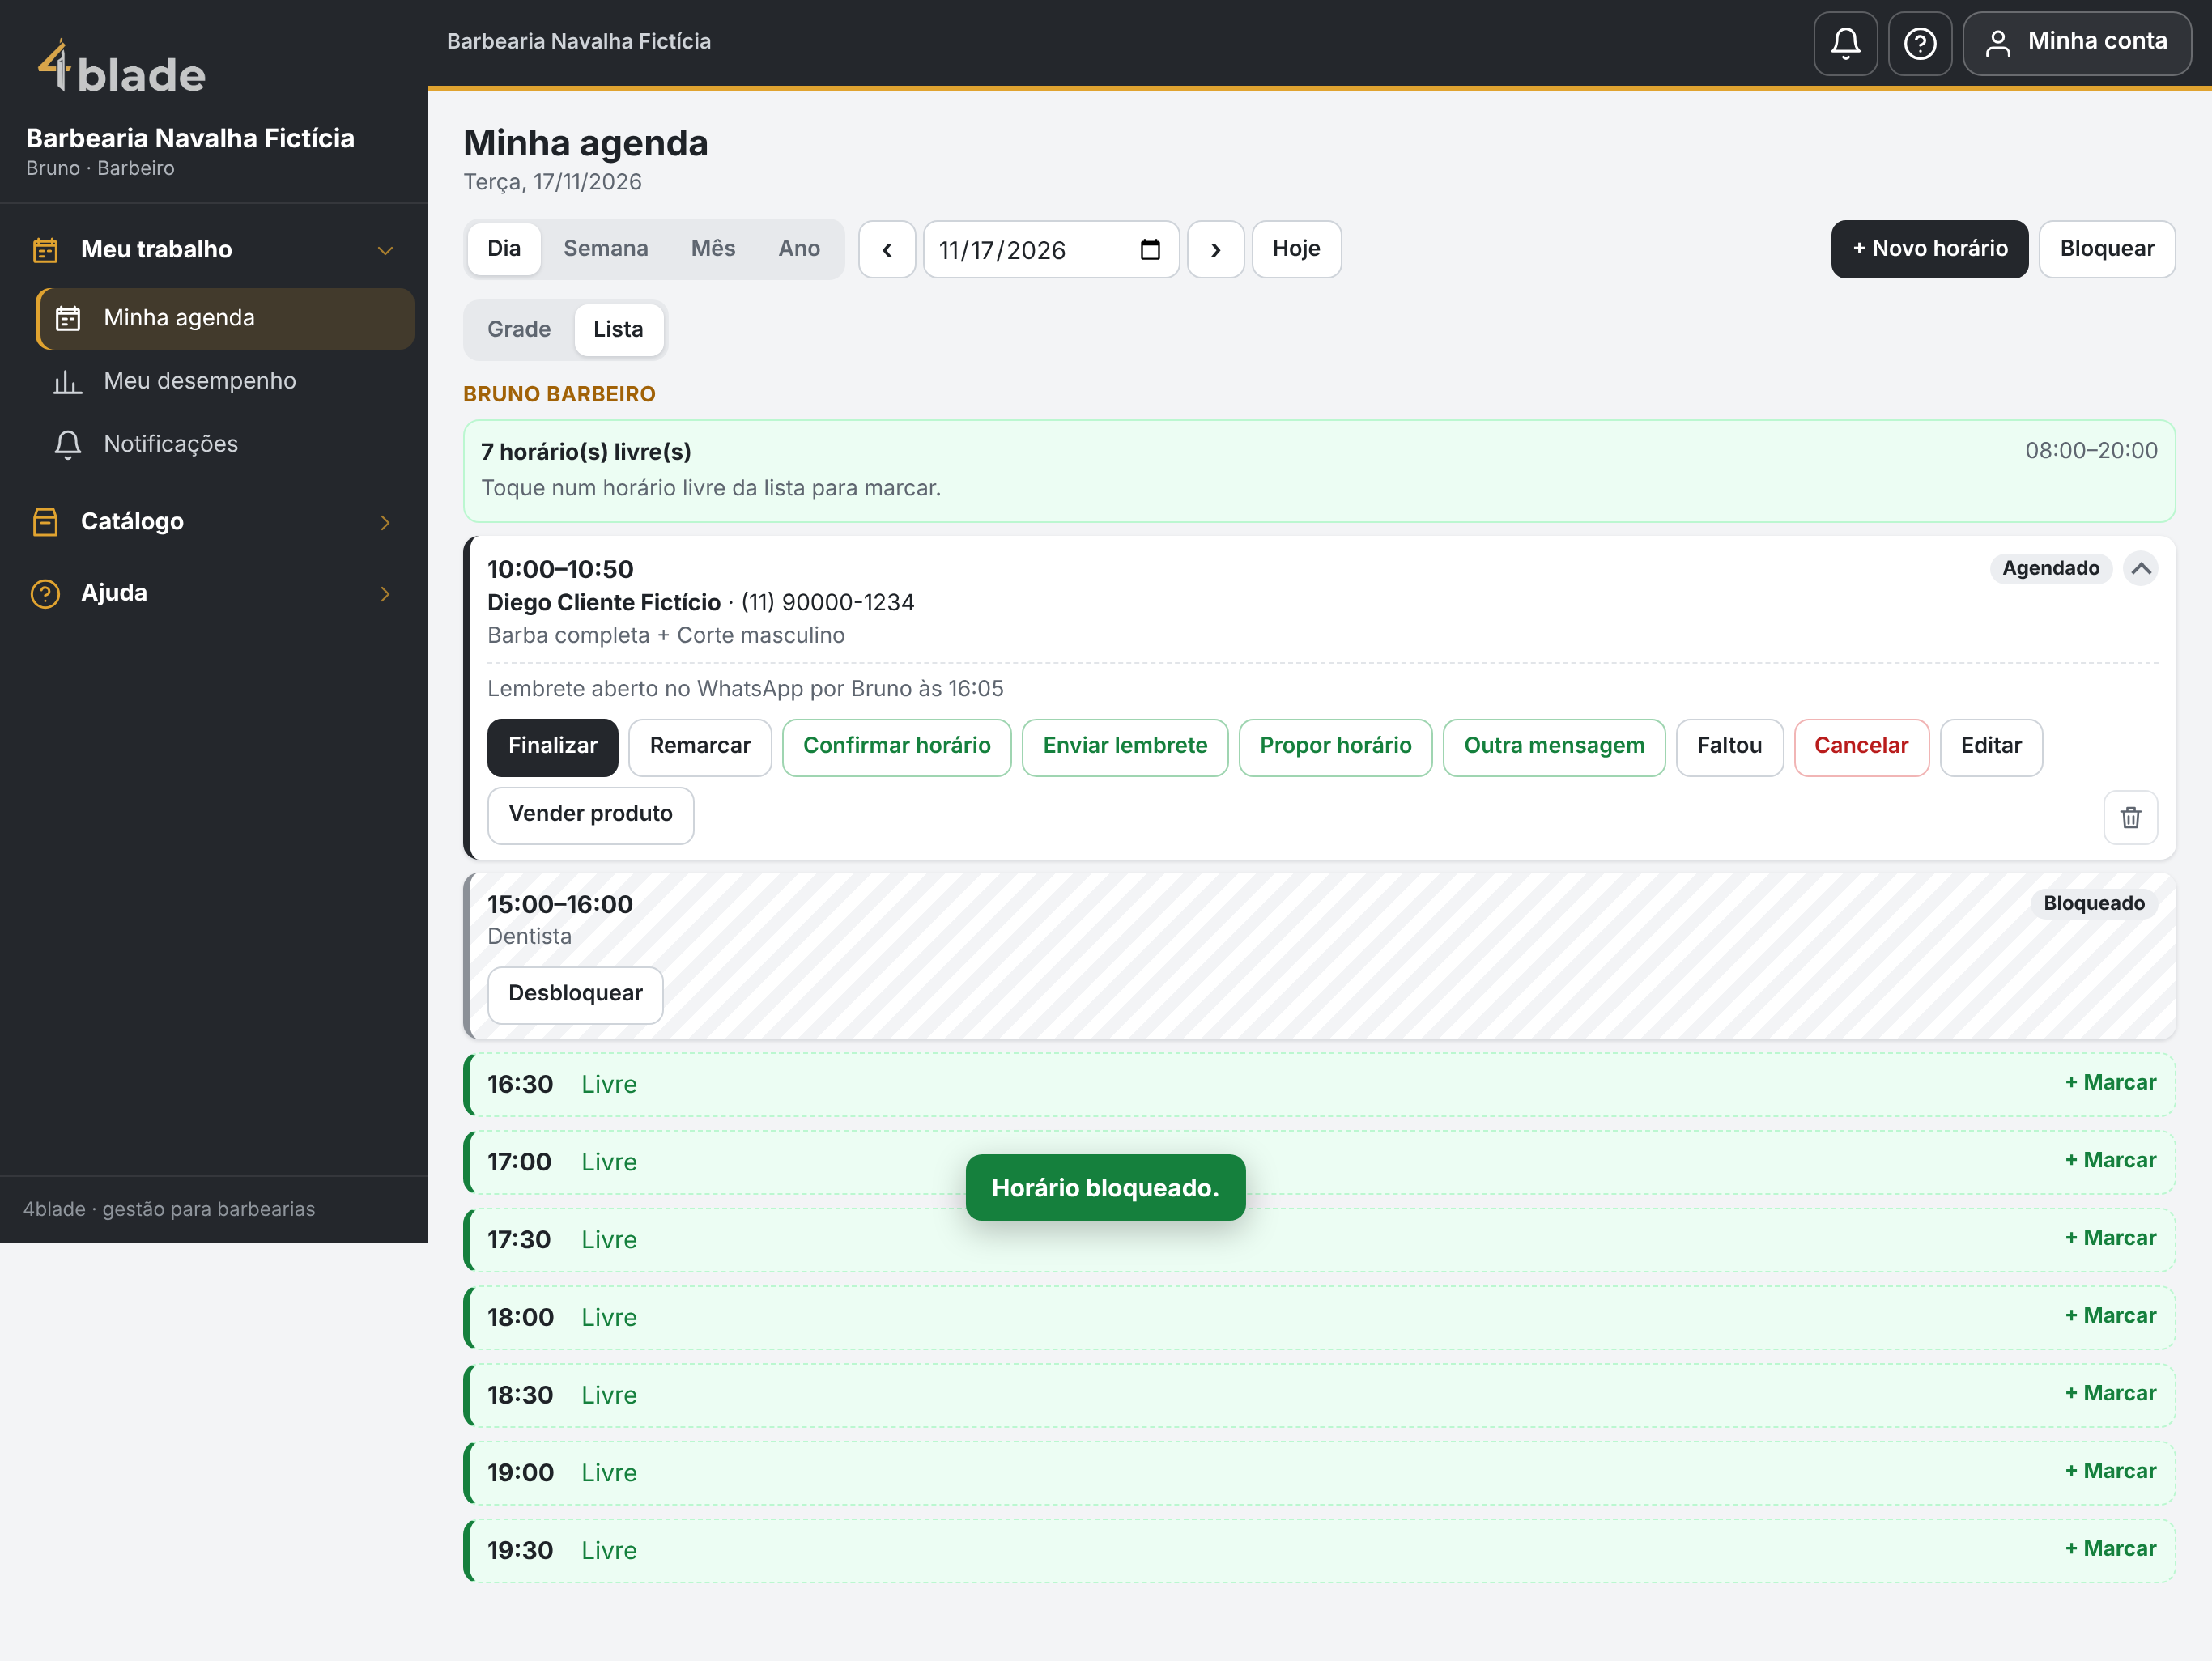 4blade
Barbearia Navalha Fictícia
Bruno · Barbeiro
Meu trabalho
Minha agenda
Meu desempenho
Notificações
Catálogo
Ajuda
4blade · gestão para barbearias
Barbearia Navalha Fictícia
Minha conta
Minha agenda
Terça, 17/11/2026
Dia Semana Mês Ano
11/17/2026
Hoje
+ Novo horário
Bloquear
Grade Lista
BRUNO BARBEIRO
7 horário(s) livre(s) 08:00–20:00
Toque num horário livre da lista para marcar.
10:00–10:50 Agendado
Diego Cliente Fictício · (11) 90000-1234
Barba completa + Corte masculino
Lembrete aberto no WhatsApp por Bruno às 16:05
Finalizar Remarcar Confirmar horário Enviar lembrete Propor horário Outra mensagem Faltou Cancelar Editar
Vender produto
15:00–16:00 Bloqueado
Dentista
Desbloquear
16:30 Livre + Marcar
17:00 Livre + Marcar
Horário bloqueado.
17:30 Livre + Marcar
18:00 Livre + Marcar
18:30 Livre + Marcar
19:00 Livre + Marcar
19:30 Livre + Marcar